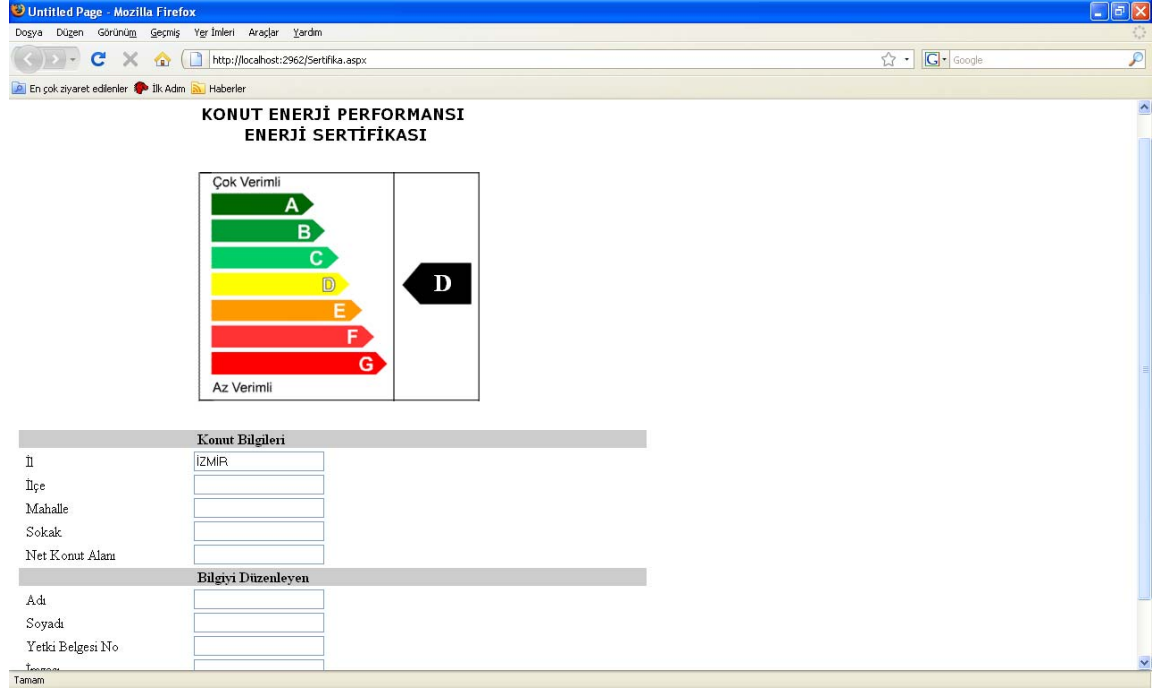 Untitled Page - Mozilla Firefox
Dosya Düzen Görünüm Geçmiş Yer İmleri Araçlar Yardım
http://localhost:2962/Sertifika.aspx
G Google
En çok ziyaret edilenler İlk Adım Haberler
KONUT ENERJİ PERFORMANSI
ENERJİ SERTİFİKASI
Çok Verimli
A
B
C
D
D
E
F
G
Az Verimli
Konut Bilgileri
İl İZMİR
İlçe
Mahalle
Sokak
Net Konut Alanı
Bilgiyi Düzenleyen
Adı
Soyadı
Yetki Belgesi No
Tamam